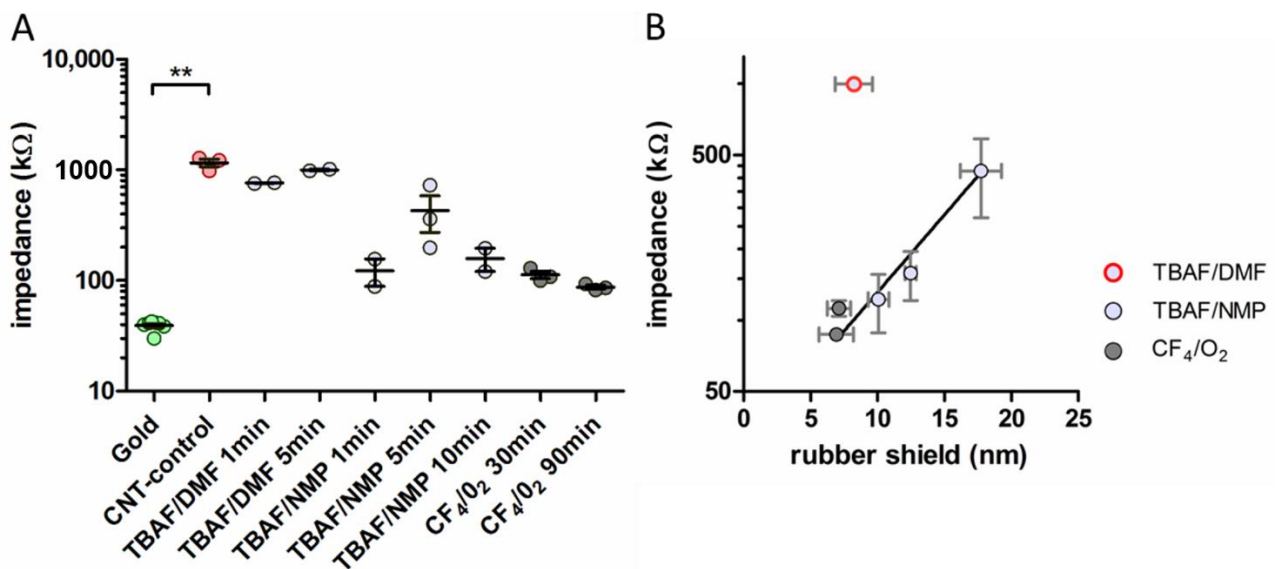 A
impedance (kΩ)
10,000
1000
100
10
**
Gold
CNT-control
TBAF/DMF 1min
TBAF/DMF 5min
TBAF/NMP 1min
TBAF/NMP 5min
TBAF/NMP 10min
CF₄/0₂ 30min
CF₄/0₂ 90min
B
impedance (kΩ)
500
50
0 5 10 15 20 25
rubber shield (nm)
TBAF/DMF
TBAF/NMP
CF₄/O₂